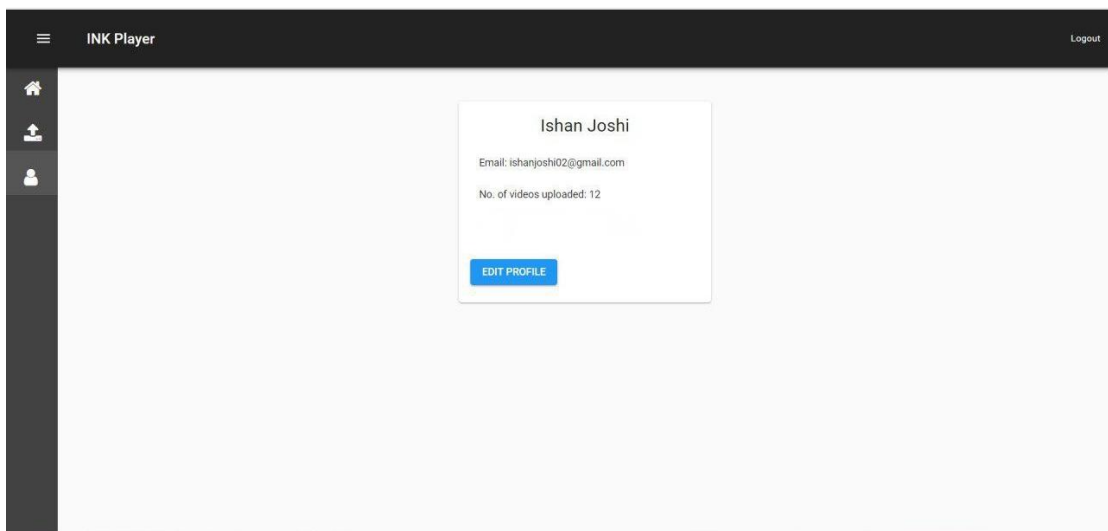 INK Player
Logout
Ishan Joshi
Email: ishanjoshi02@gmail.com
No. of videos uploaded: 12
EDIT PROFILE